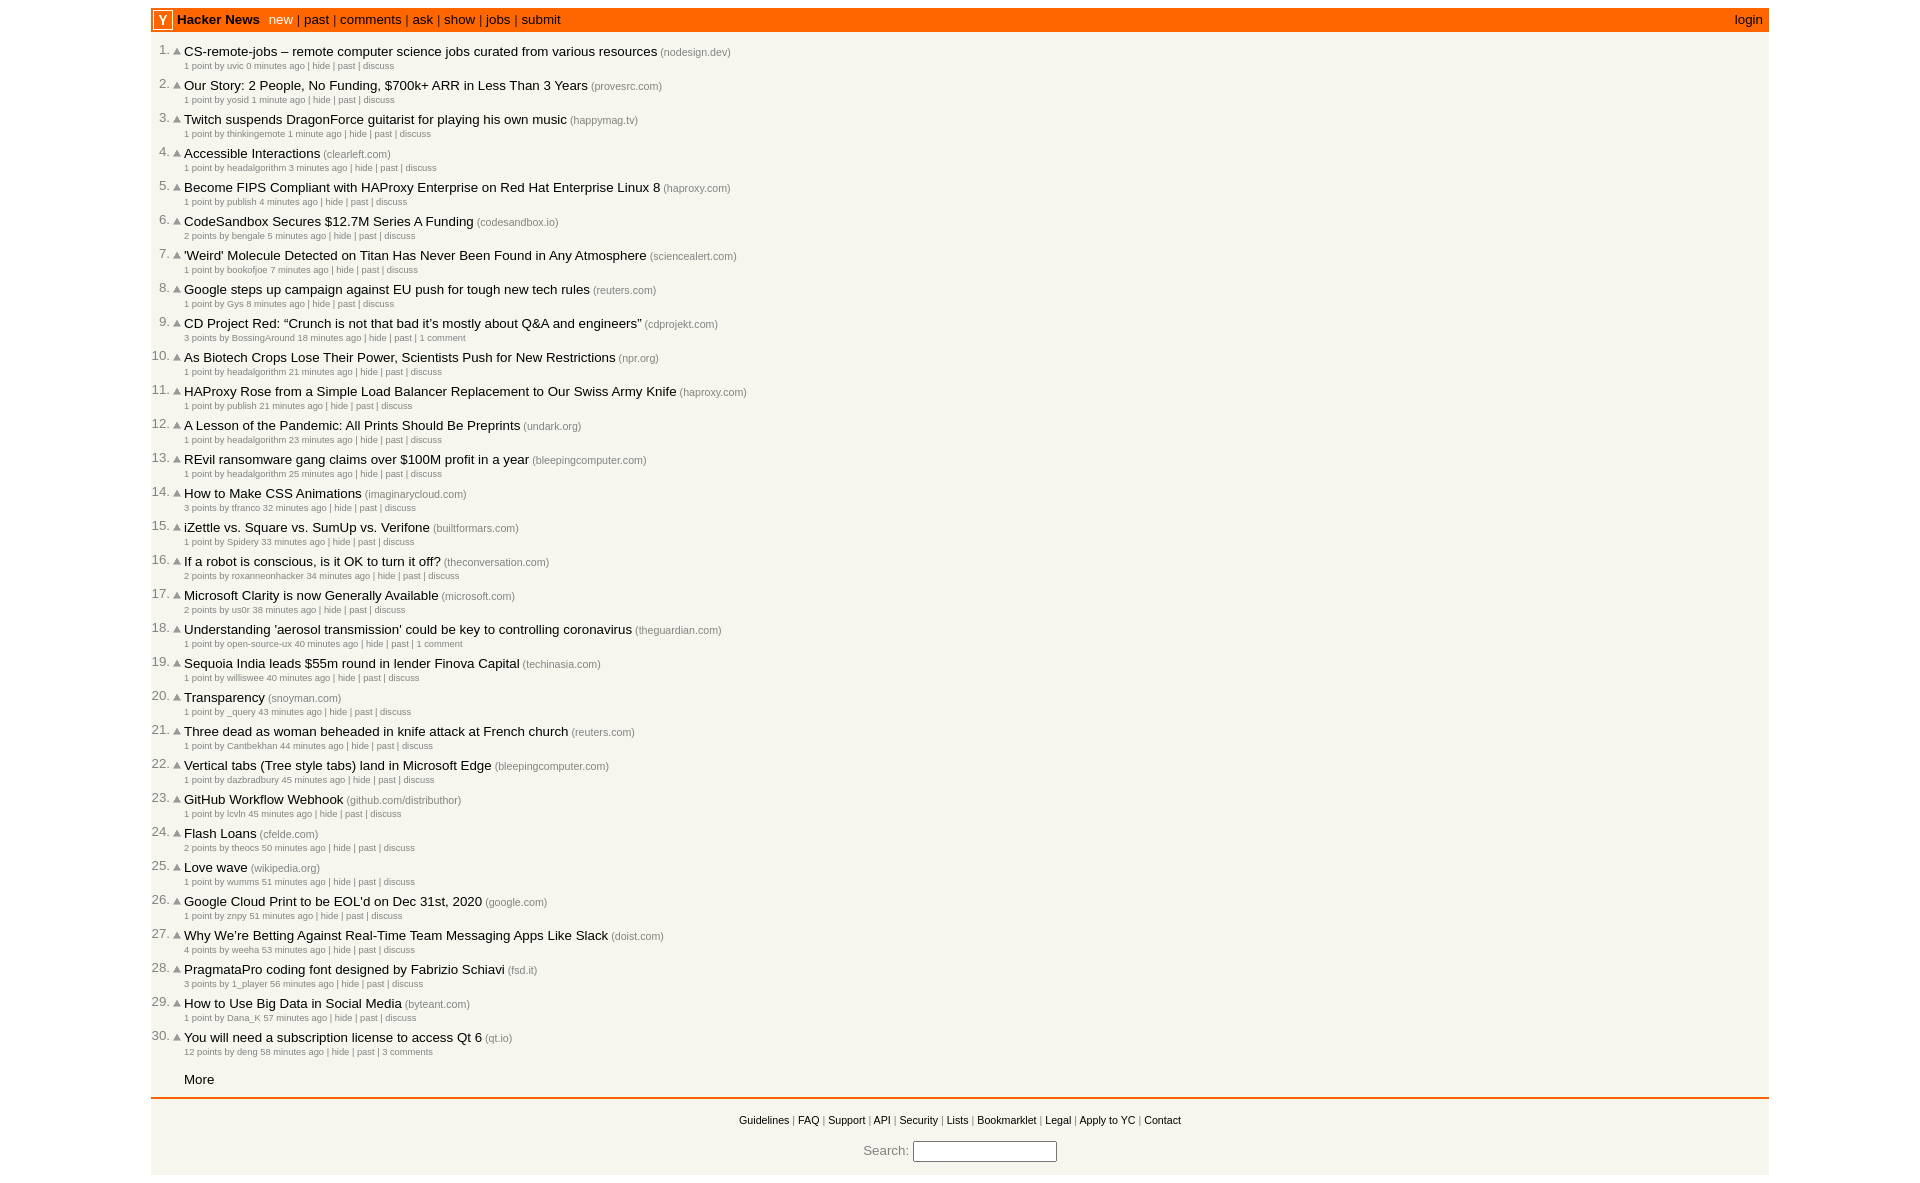 Y Hacker News new | past | comments | ask | show | jobs | submit login
1. CS-remote-jobs – remote computer science jobs curated from various resources (nodesign.dev)
1 point by uvic 0 minutes ago | hide | past | discuss
2. Our Story: 2 People, No Funding, $700k+ ARR in Less Than 3 Years (provesrc.com)
1 point by yosid 1 minute ago | hide | past | discuss
3. Twitch suspends DragonForce guitarist for playing his own music (happymag.tv)
1 point by thinkingemote 1 minute ago | hide | past | discuss
4. Accessible Interactions (clearleft.com)
1 point by headalgorithm 3 minutes ago | hide | past | discuss
5. Become FIPS Compliant with HAProxy Enterprise on Red Hat Enterprise Linux 8 (haproxy.com)
1 point by publish 4 minutes ago | hide | past | discuss
6. CodeSandbox Secures $12.7M Series A Funding (codesandbox.io)
2 points by bengale 5 minutes ago | hide | past | discuss
7. 'Weird' Molecule Detected on Titan Has Never Been Found in Any Atmosphere (sciencealert.com)
1 point by bookofjoe 7 minutes ago | hide | past | discuss
8. Google steps up campaign against EU push for tough new tech rules (reuters.com)
1 point by Gys 8 minutes ago | hide | past | discuss
9. CD Project Red: “Crunch is not that bad it’s mostly about Q&A and engineers” (cdprojekt.com)
3 points by BossingAround 18 minutes ago | hide | past | 1 comment
10. As Biotech Crops Lose Their Power, Scientists Push for New Restrictions (npr.org)
1 point by headalgorithm 21 minutes ago | hide | past | discuss
11. HAProxy Rose from a Simple Load Balancer Replacement to Our Swiss Army Knife (haproxy.com)
1 point by publish 21 minutes ago | hide | past | discuss
12. A Lesson of the Pandemic: All Prints Should Be Preprints (undark.org)
1 point by headalgorithm 23 minutes ago | hide | past | discuss
13. REvil ransomware gang claims over $100M profit in a year (bleepingcomputer.com)
1 point by headalgorithm 25 minutes ago | hide | past | discuss
14. How to Make CSS Animations (imaginarycloud.com)
3 points by tfranco 32 minutes ago | hide | past | discuss
15. iZettle vs. Square vs. SumUp vs. Verifone (builtformars.com)
1 point by Spidery 33 minutes ago | hide | past | discuss
16. If a robot is conscious, is it OK to turn it off? (theconversation.com)
2 points by roxanneonhacker 34 minutes ago | hide | past | discuss
17. Microsoft Clarity is now Generally Available (microsoft.com)
2 points by us0r 38 minutes ago | hide | past | discuss
18. Understanding 'aerosol transmission' could be key to controlling coronavirus (theguardian.com)
1 point by open-source-ux 40 minutes ago | hide | past | 1 comment
19. Sequoia India leads $55m round in lender Finova Capital (techinasia.com)
1 point by williswee 40 minutes ago | hide | past | discuss
20. Transparency (snoyman.com)
1 point by _query 43 minutes ago | hide | past | discuss
21. Three dead as woman beheaded in knife attack at French church (reuters.com)
1 point by Cantbekhan 44 minutes ago | hide | past | discuss
22. Vertical tabs (Tree style tabs) land in Microsoft Edge (bleepingcomputer.com)
1 point by dazbradbury 45 minutes ago | hide | past | discuss
23. GitHub Workflow Webhook (github.com/distributhor)
1 point by lcvln 45 minutes ago | hide | past | discuss
24. Flash Loans (cfelde.com)
2 points by theocs 50 minutes ago | hide | past | discuss
25. Love wave (wikipedia.org)
1 point by wumms 51 minutes ago | hide | past | discuss
26. Google Cloud Print to be EOL'd on Dec 31st, 2020 (google.com)
1 point by znpy 51 minutes ago | hide | past | discuss
27. Why We’re Betting Against Real-Time Team Messaging Apps Like Slack (doist.com)
4 points by weeha 53 minutes ago | hide | past | discuss
28. PragmataPro coding font designed by Fabrizio Schiavi (fsd.it)
3 points by 1_player 56 minutes ago | hide | past | discuss
29. How to Use Big Data in Social Media (byteant.com)
1 point by Dana_K 57 minutes ago | hide | past | discuss
30. You will need a subscription license to access Qt 6 (qt.io)
12 points by deng 58 minutes ago | hide | past | 3 comments
More
Guidelines | FAQ | Support | API | Security | Lists | Bookmarklet | Legal | Apply to YC | Contact
Search: